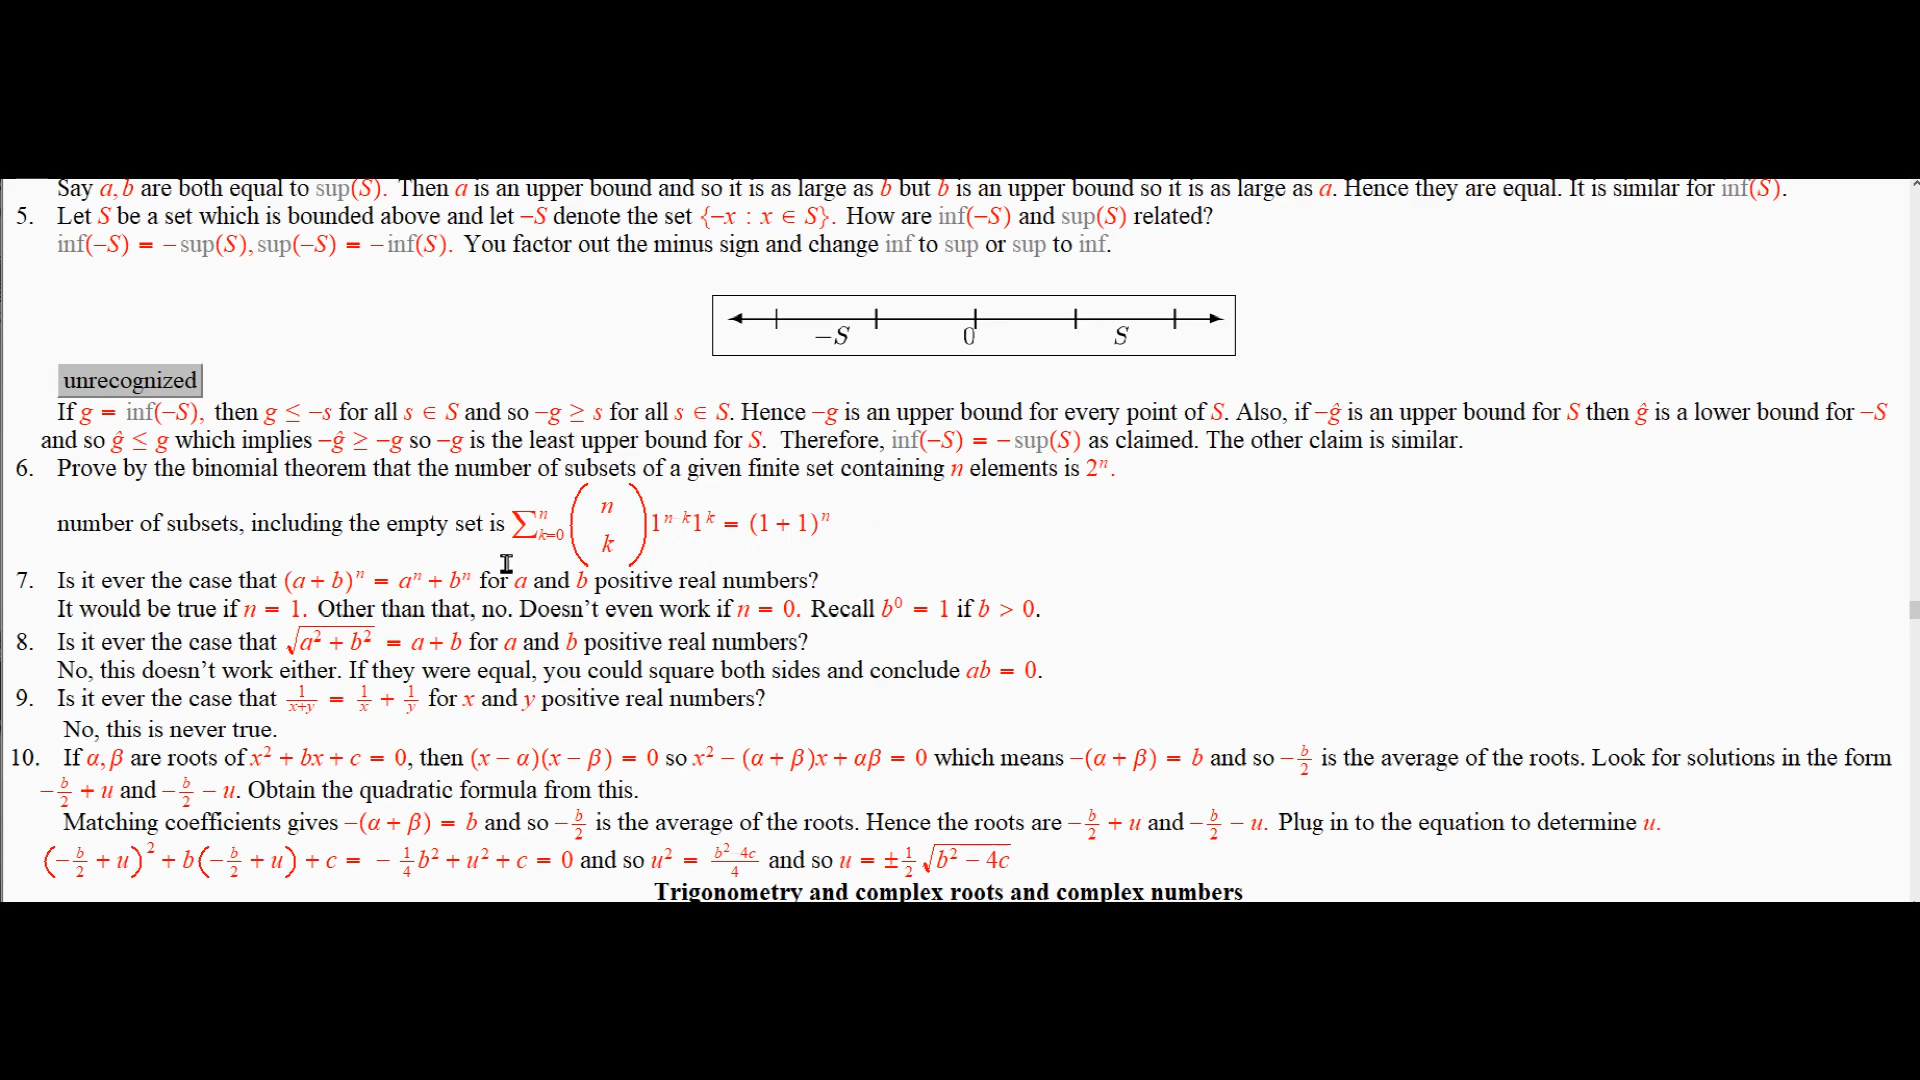 Say a, b are both equal to sup(S). Then a is an upper bound and so it is as large as b but b is an upper bound so it is as large as a. Hence they are equal. It is similar for inf(S).
5. Let S be a set which is bounded above and let −S denote the set {−x : x ∈ S}. How are inf(−S) and sup(S) related?
inf(−S) = −sup(S), sup(−S) = −inf(S). You factor out the minus sign and change inf to sup or sup to inf.
−S 0 S
unrecognized
If g = inf(−S), then g ≤ −s for all s ∈ S and so −g ≥ s for all s ∈ S. Hence −g is an upper bound for every point of S. Also, if −ĝ is an upper bound for S then ĝ is a lower bound for −S
and so ĝ ≤ g which implies −ĝ ≥ −g so −g is the least upper bound for S. Therefore, inf(−S) = −sup(S) as claimed. The other claim is similar.
6. Prove by the binomial theorem that the number of subsets of a given finite set containing n elements is 2ⁿ.
number of subsets, including the empty set is ∑ₖ₌₀ⁿ (n k) 1ⁿ⁻ᵏ1ᵏ = (1 + 1)ⁿ
7. Is it ever the case that (a + b)ⁿ = aⁿ + bⁿ for a and b positive real numbers?
It would be true if n = 1. Other than that, no. Doesn't even work if n = 0. Recall b⁰ = 1 if b > 0.
8. Is it ever the case that √(a² + b²) = a + b for a and b positive real numbers?
No, this doesn't work either. If they were equal, you could square both sides and conclude ab = 0.
9. Is it ever the case that 1/(x+y) = 1/x + 1/y for x and y positive real numbers?
No, this is never true.
10. If α, β are roots of x² + bx + c = 0, then (x − α)(x − β) = 0 so x² − (α + β)x + αβ = 0 which means −(α + β) = b and so −b/2 is the average of the roots. Look for solutions in the form
−b/2 + u and −b/2 − u. Obtain the quadratic formula from this.
Matching coefficients gives −(α + β) = b and so −b/2 is the average of the roots. Hence the roots are −b/2 + u and −b/2 − u. Plug in to the equation to determine u.
(−b/2 + u)² + b(−b/2 + u) + c = −1/4 b² + u² + c = 0 and so u² = (b²−4c)/4 and so u = ±1/2 √(b² − 4c)
Trigonometry and complex roots and complex numbers